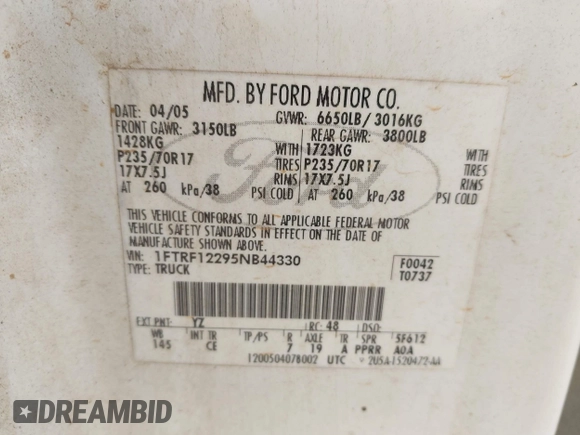 MFD. BY FORD MOTOR CO.
DATE: 04/05 GVWR: 6650LB/ 3016KG
FRONT GAWR: 3150LB REAR GAWR: 3800LB
1428KG WITH 1723KG WITH
P235/70R17 TIRES P235/70R17 TIRES
17X7.5J RIMS 17X7.5J RIMS
AT 260 kPa/38 PSI COLD AT 260 kPa/38 PSI COLD
Ford
THIS VEHICLE CONFORMS TO ALL APPLICABLE FEDERAL MOTOR
VEHICLE SAFETY STANDARDS IN EFFECT ON THE DATE OF
MANUFACTURE SHOWN ABOVE.
VIN: 1FTRF12295NB44330 F0042
TYPE: TRUCK T0737
EXT PNT: YZ RC: 48 DSO:
WB INT TR TP/PS R AXLE TR SPR 5F612
145 CE 7 19 A PPRR A0A
1200504078002 UTC
DREAMBID